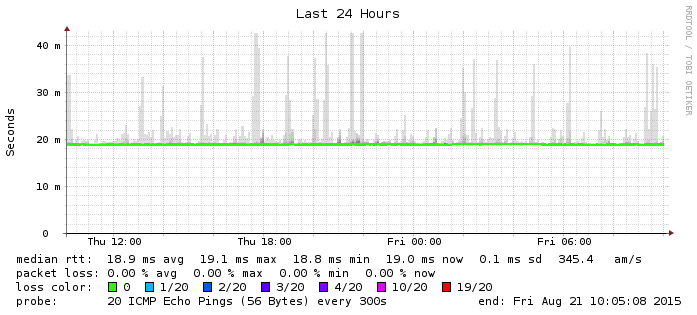 Last 24 Hours
RRDTOOL / TOBI OETIKER
Seconds
40 m
30 m
20 m
10 m
0
Thu 12:00 Thu 18:00 Fri 00:00 Fri 06:00
median rtt: 18.9 ms avg 19.1 ms max 18.8 ms min 19.0 ms now 0.1 ms sd 345.4 am/s
packet loss: 0.00 % avg 0.00 % max 0.00 % min 0.00 % now
loss color: 0 1/20 2/20 3/20 4/20 10/20 19/20
probe: 20 ICMP Echo Pings (56 Bytes) every 300s end: Fri Aug 21 10:05:08 2015